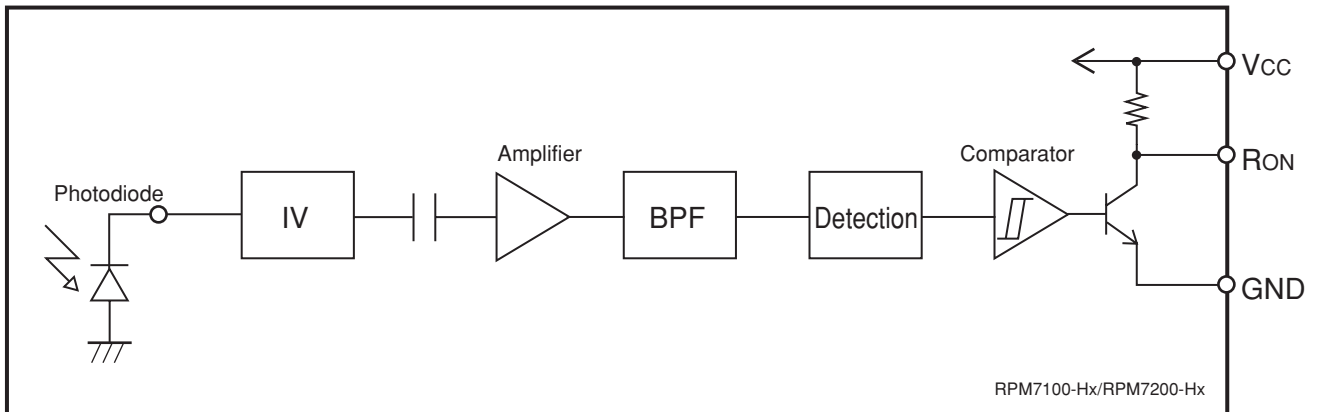 VCC
Amplifier
Comparator
RON
Photodiode
IV
BPF
Detection
GND
RPM7100-Hx/RPM7200-Hx